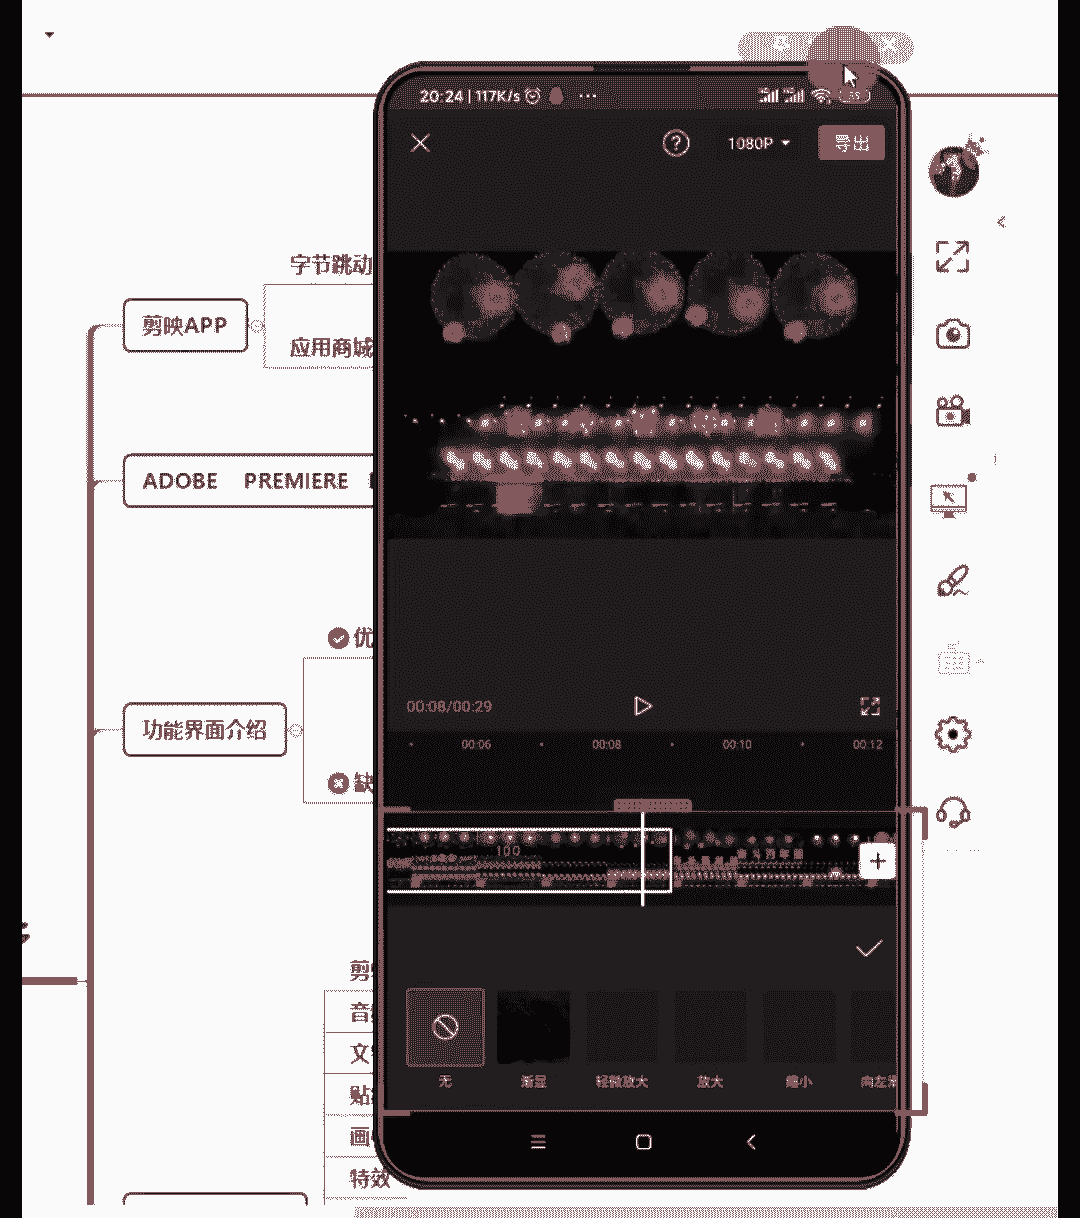 20:24 | 117K/s
1080P
导出
字节跳动
剪映APP
应用商城
ADOBE PREMIERE
优
00:08/00:29
00:06
00:08
00:10
00:12
功能界面介绍
缺
100
剪
音
文
贴
画
特效
无
渐显
轻微放大
放大
缩小
向左滑